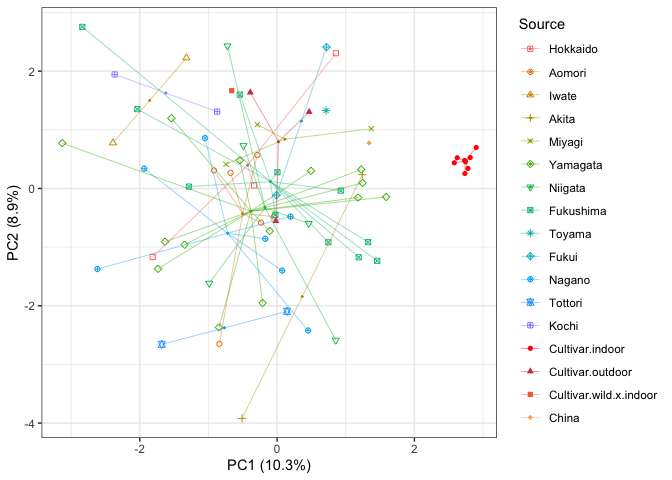 Source
Hokkaido
Aomori
Iwate
Akita
Miyagi
Yamagata
Niigata
Fukushima
Toyama
Fukui
Nagano
Tottori
Kochi
Cultivar.indoor
Cultivar.outdoor
Cultivar.wild.x.indoor
China
2
0
-2
-4
-2
0
2
PC1 (10.3%)
PC2 (8.9%)